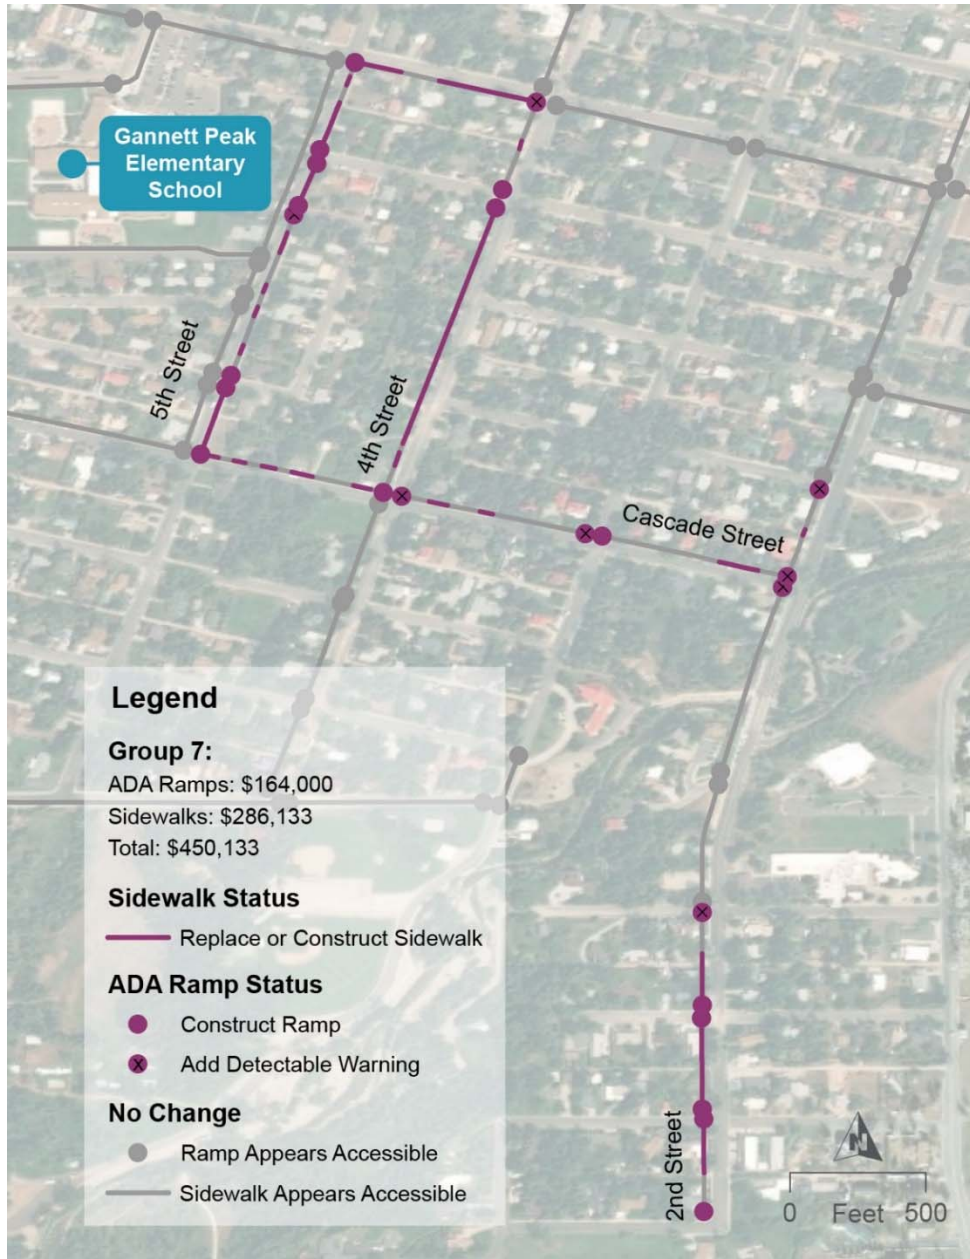 Gannett Peak
Elementary
School
5th Street
4th Street
Cascade Street
Legend
Group 7:
ADA Ramps: $164,000
Sidewalks: $286,133
Total: $450,133
Sidewalk Status
Replace or Construct Sidewalk
ADA Ramp Status
Construct Ramp
Add Detectable Warning
No Change
Ramp Appears Accessible
Sidewalk Appears Accessible
2nd Street
N
0 Feet 500